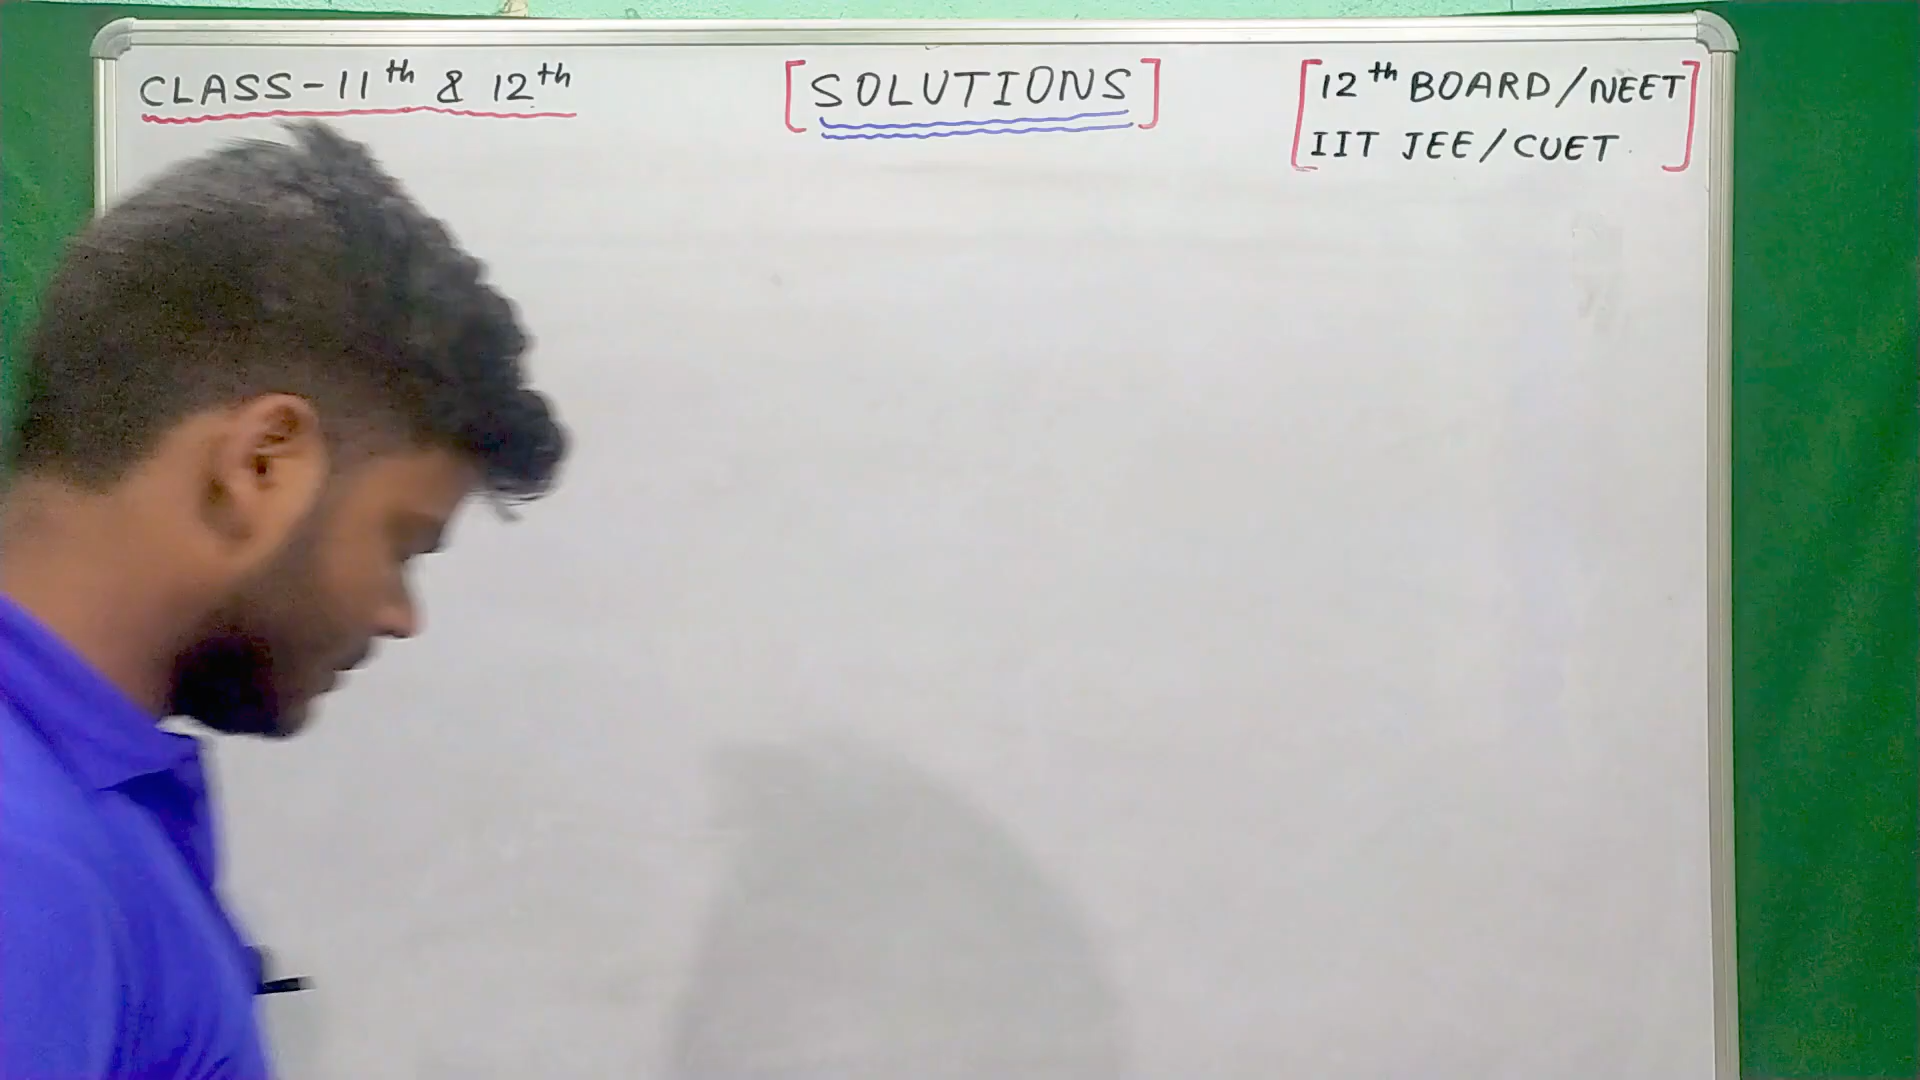 CLASS-11th & 12th
[SOLUTIONS]
[12th BOARD/NEET
IIT JEE/CUET]